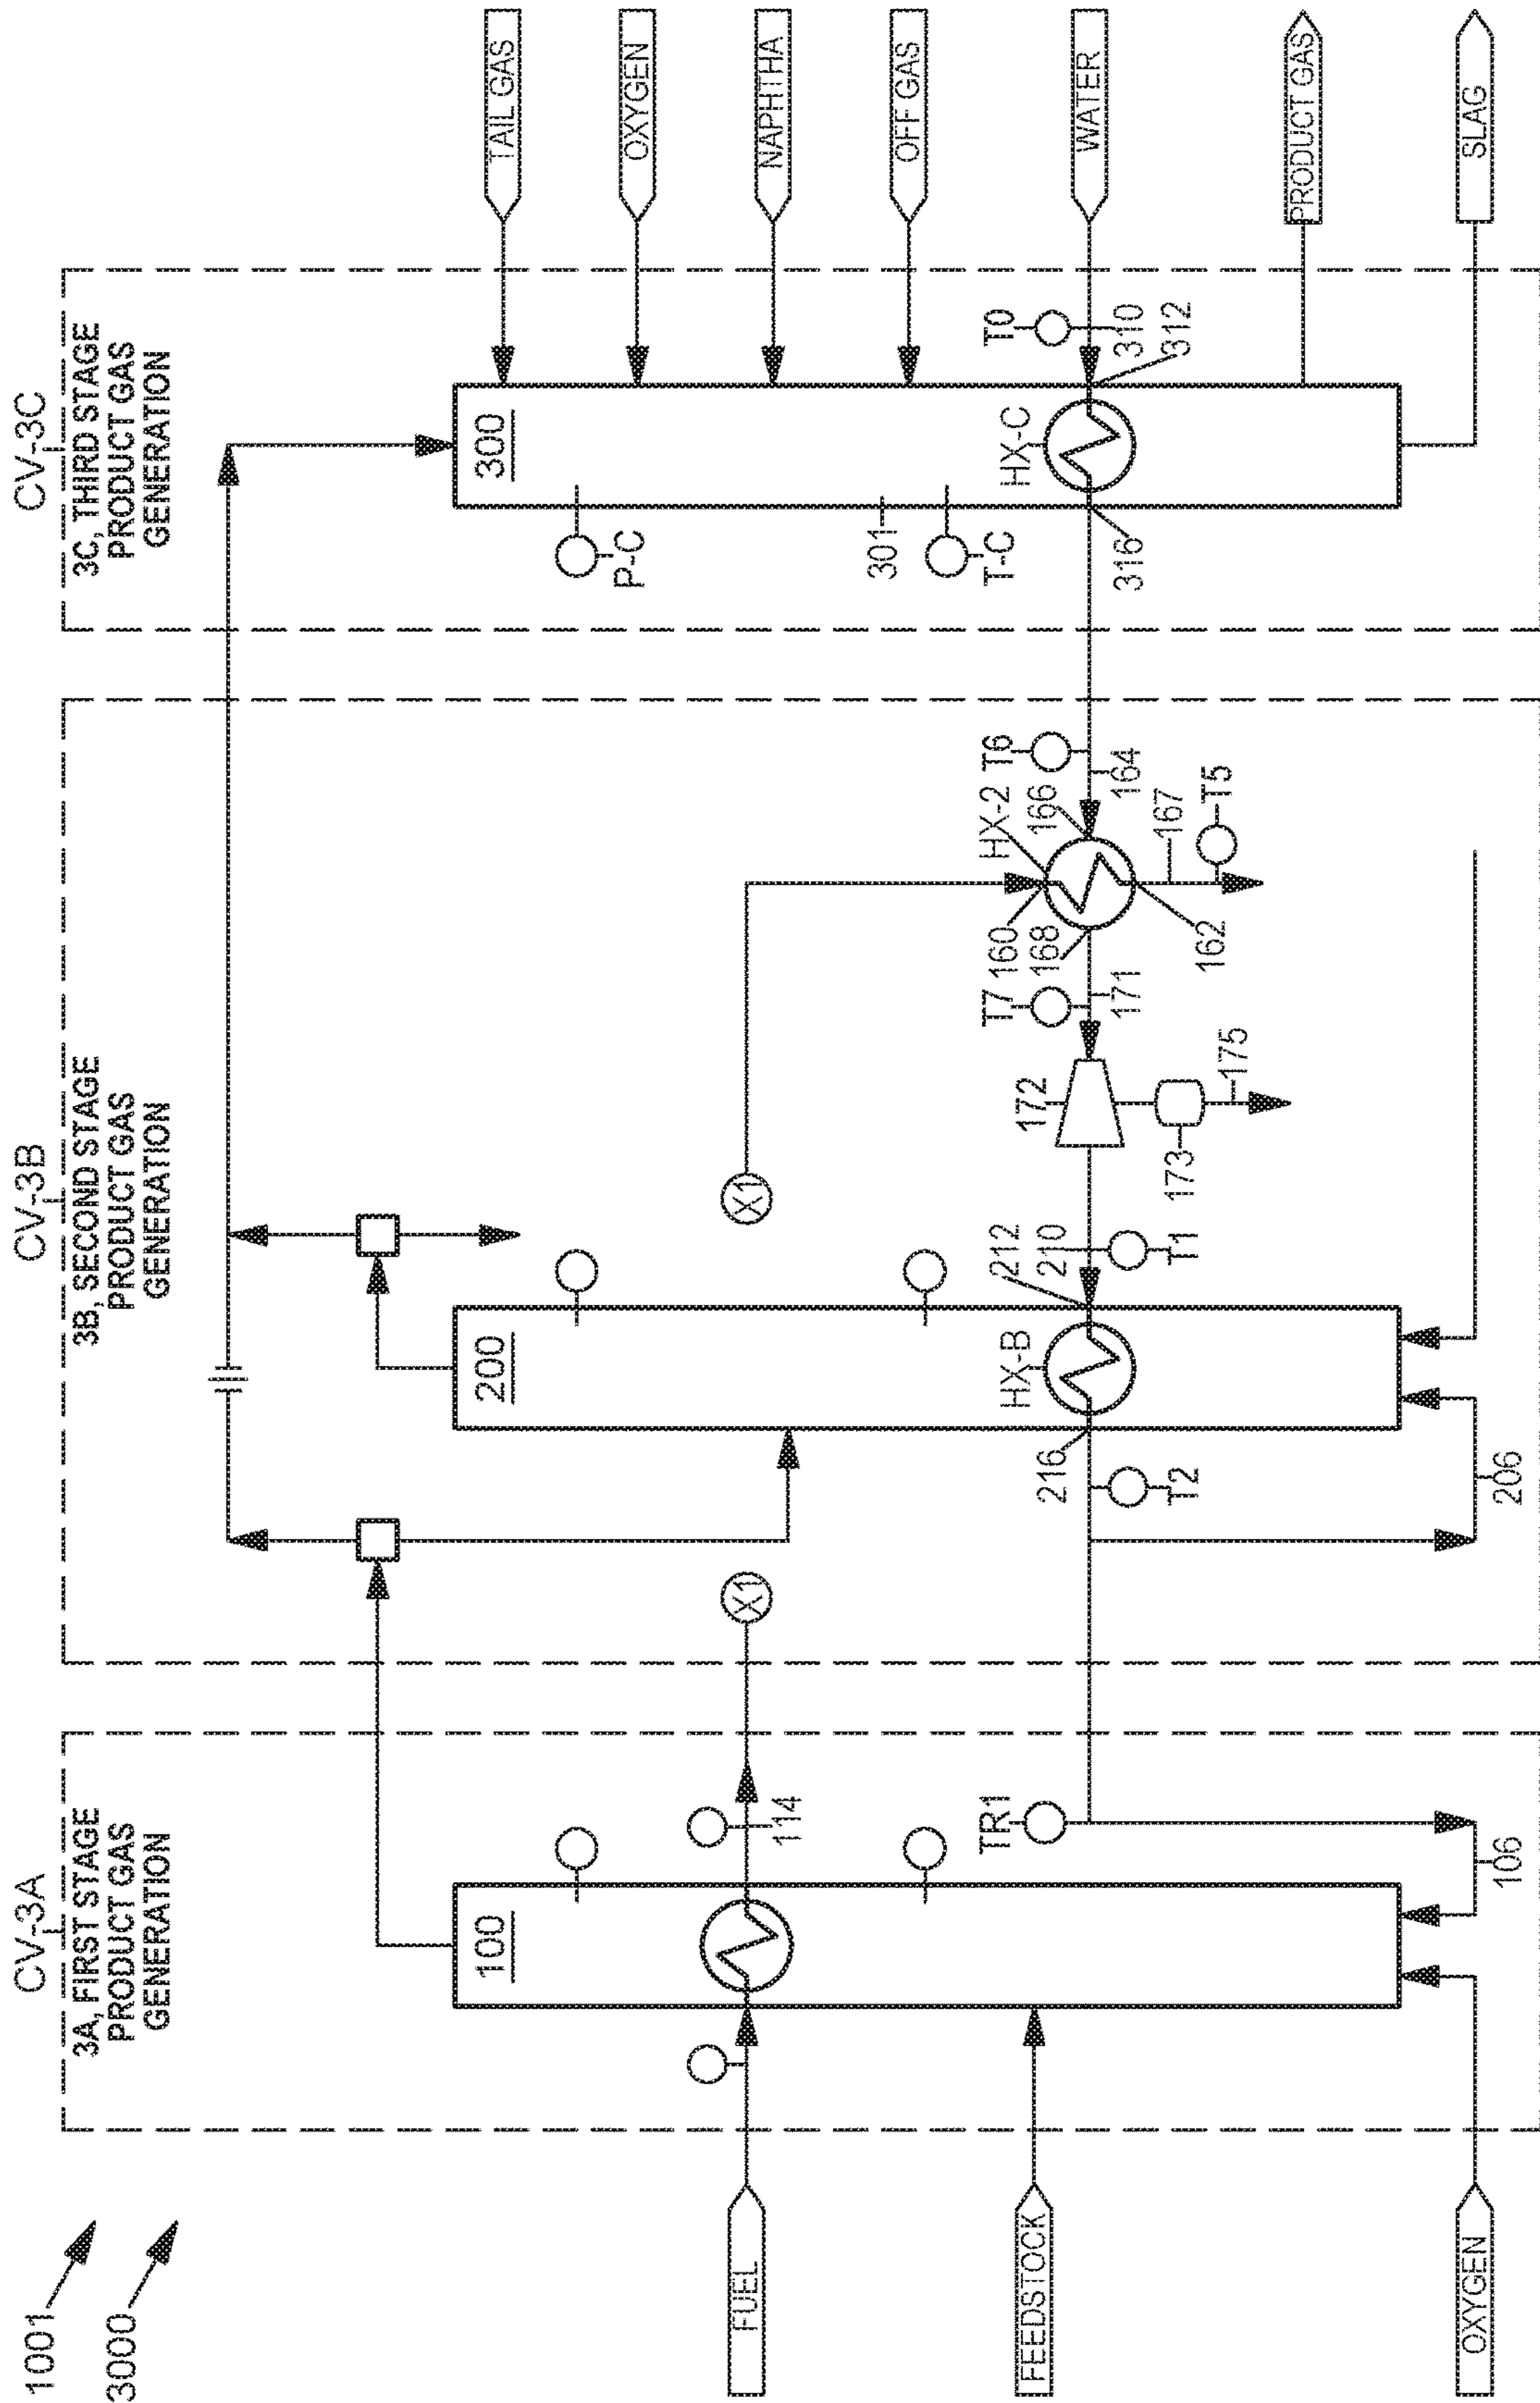 1001
3000
CV-3A
3A, FIRST STAGE
PRODUCT GAS
GENERATION
CV-3B
3B, SECOND STAGE
PRODUCT GAS
GENERATION
CV-3C
3C, THIRD STAGE
PRODUCT GAS
GENERATION
FUEL
FEEDSTOCK
OXYGEN
100
114
TR1
106
X1
200
HX-B
216
T2
206
212
210
T1
X1
172
173
175
T7
160
168
171
HX-2
166
162
T6
164
167
T5
300
P-C
301
T-C
HX-C
316
T0
310
312
TAIL GAS
OXYGEN
NAPHTHA
OFF GAS
WATER
PRODUCT GAS
SLAG